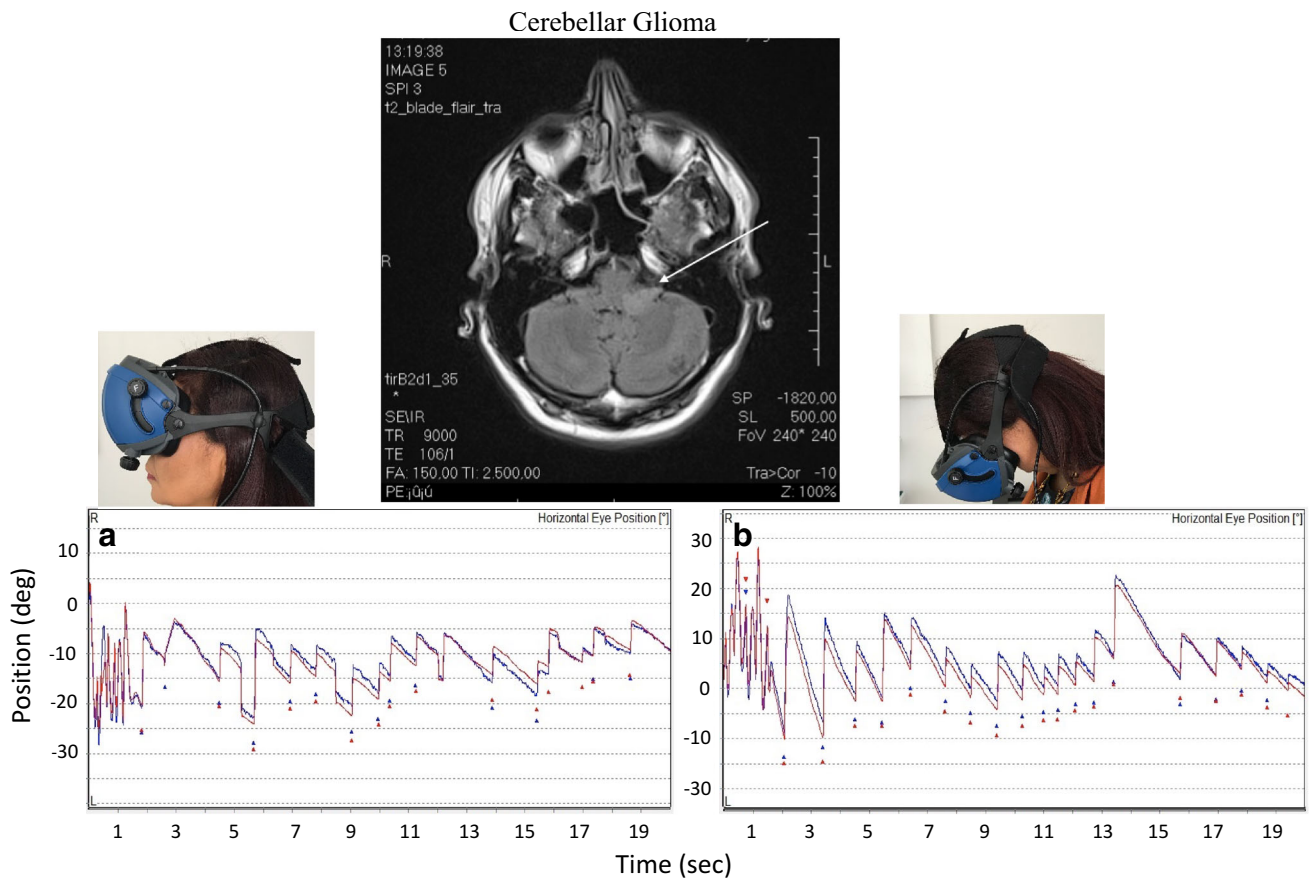 Cerebellar Glioma
13:19:38
IMAGE 5
SPI 3
t2_blade_flair_tra
R
L
tirB2d1_35
*
SE\IR
TR 9000
TE 106/1
FA: 150.00 TI: 2.500,00
SP -1820.00
SL 500.00
FoV 240* 240
Tra>Cor -10
Z: 100%
R
a
Horizontal Eye Position [°]
10
0
-10
-20
-30
L
1 3 5 7 9 11 13 15 17 19
Position (deg)
R
b
Horizontal Eye Position [°]
30
20
10
0
-10
-20
-30
L
1 3 5 7 9 11 13 15 17 19
Time (sec)